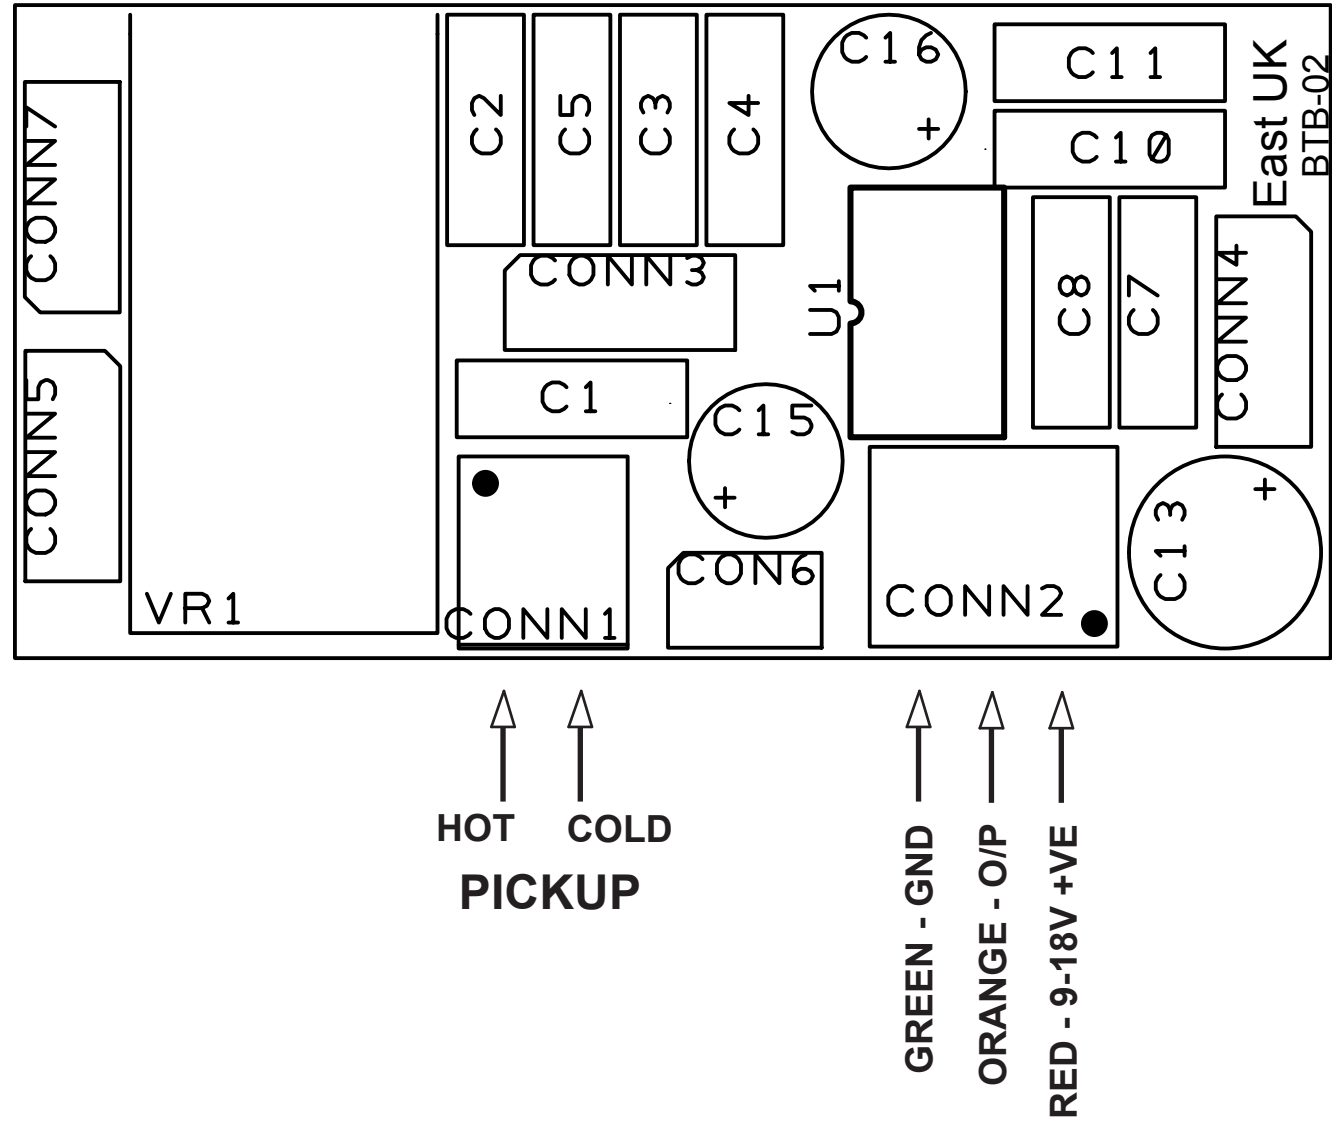 C16
C11
East UK
BTB-02
C2
C5
C3
C4
+
C10
CONN7
CONN3
U1
C8
C7
CONN4
C1
C15
CONN5
+
+
C13
CON6
VR1
CONN1
CONN2
HOT
COLD
PICKUP
GREEN - GND
ORANGE - O/P
RED - 9-18V +VE